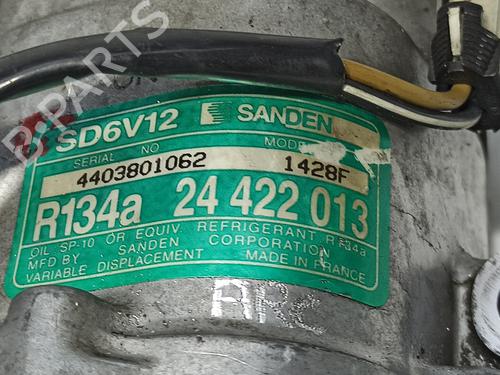 B-PARTS
SD6V12 SANDEN
SERIAL NO MODEL
4403801062 1428F
R134a 24 422 013
OIL SP-10 OR EQUIV. REFRIGERANT R134a
MFD BY SANDEN CORPORATION
VARIABLE DISPLACEMENT MADE IN FRANCE